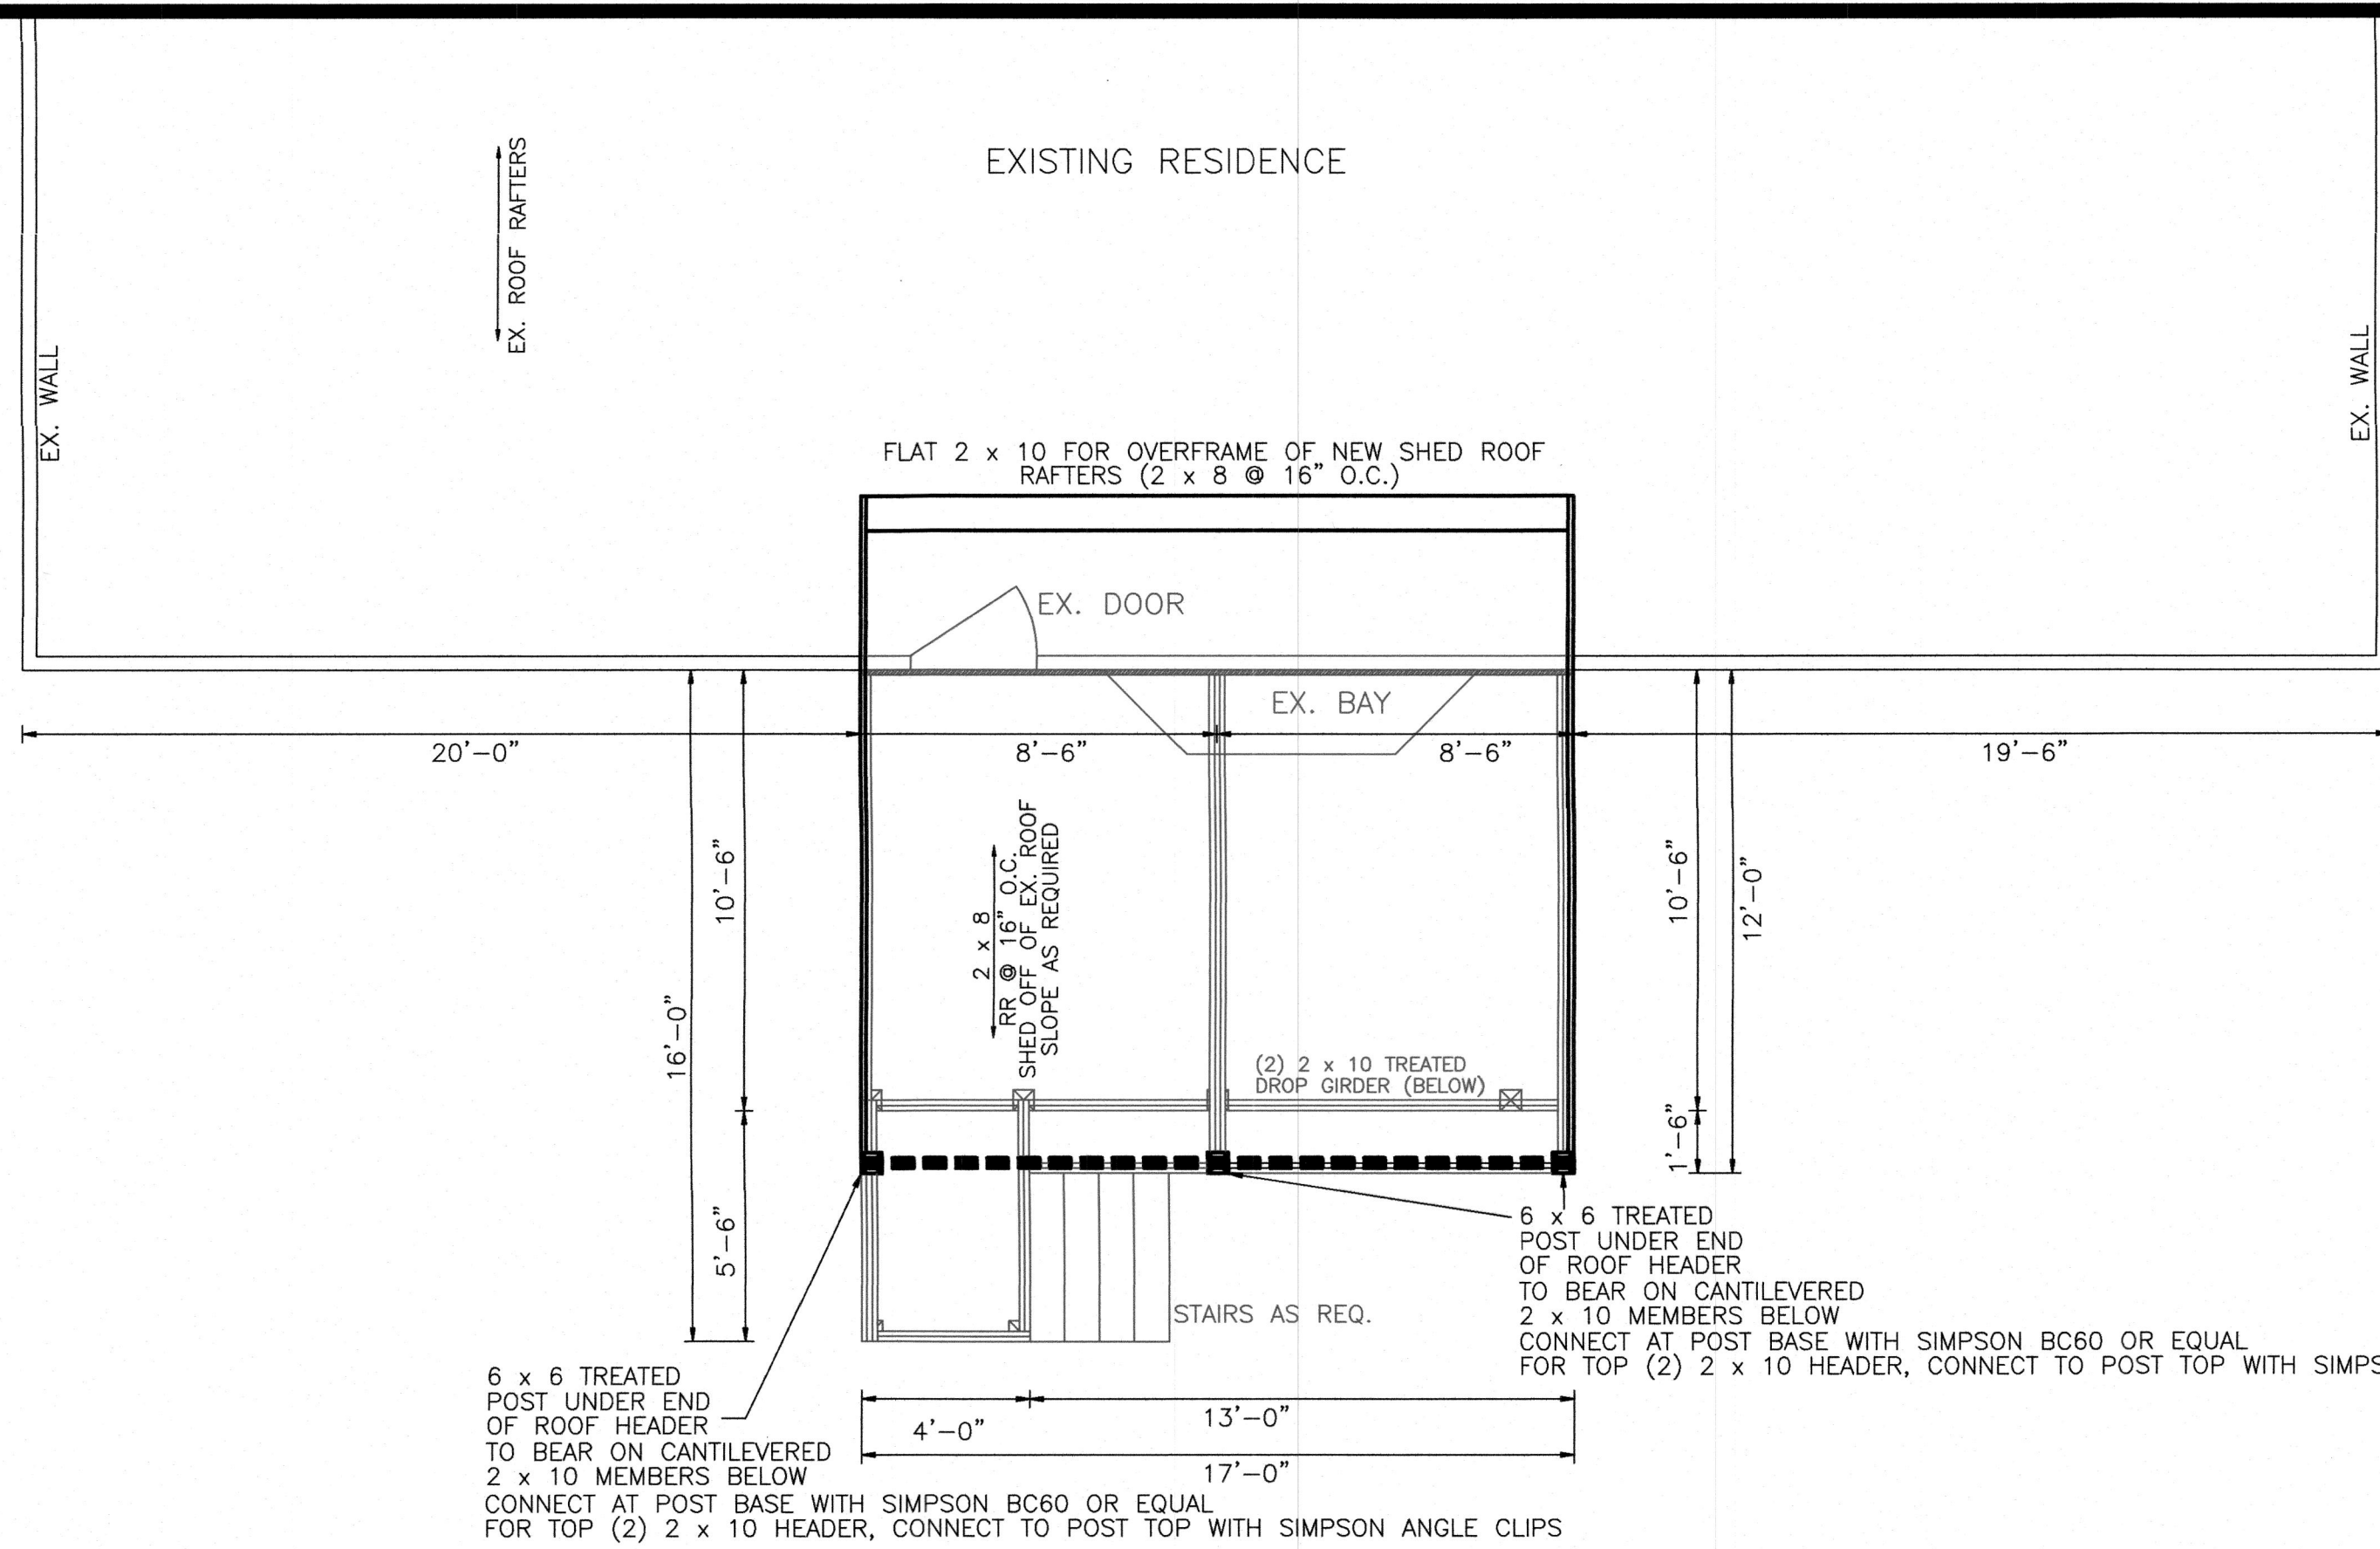 EXISTING RESIDENCE
EX. ROOF RAFTERS
EX. WALL
EX. WALL
FLAT 2 x 10 FOR OVERFRAME OF NEW SHED ROOF
RAFTERS (2 x 8 @ 16" O.C.)
EX. DOOR
EX. BAY
20'-0"
8'-6"
8'-6"
19'-6"
10'-6"
16'-0"
5'-6"
2 x 8
RR @ 16" O.C.
SHED OFF OF EX. ROOF
SLOPE AS REQUIRED
10'-6"
12'-0"
1'-6"
(2) 2 x 10 TREATED
DROP GIRDER (BELOW)
6 x 6 TREATED
POST UNDER END
OF ROOF HEADER
TO BEAR ON CANTILEVERED
2 x 10 MEMBERS BELOW
CONNECT AT POST BASE WITH SIMPSON BC60 OR EQUAL
FOR TOP (2) 2 x 10 HEADER, CONNECT TO POST TOP WITH SIMPS
STAIRS AS REQ.
6 x 6 TREATED
POST UNDER END
OF ROOF HEADER
TO BEAR ON CANTILEVERED
2 x 10 MEMBERS BELOW
CONNECT AT POST BASE WITH SIMPSON BC60 OR EQUAL
FOR TOP (2) 2 x 10 HEADER, CONNECT TO POST TOP WITH SIMPSON ANGLE CLIPS
4'-0"
13'-0"
17'-0"